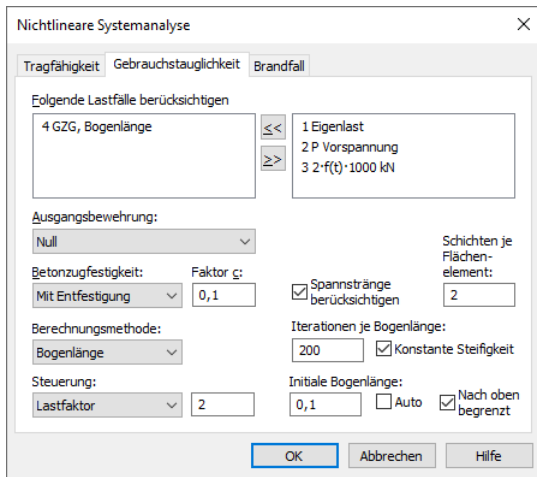 Nichtlineare Systemanalyse
Tragfähigkeit Gebrauchstauglichkeit Brandfall
Folgende Lastfälle berücksichtigen
4 GZG, Bogenlänge
<<
>>
1 Eigenlast
2 P Vorspannung
3 2·f(t)·1000 kN
Ausgangsbewehrung:
Null
Schichten je
Flächen-
element:
2
Betonzugfestigkeit:
Mit Entfestigung
Faktor c:
0,1
Spannstränge
berücksichtigen
Berechnungsmethode:
Bogenlänge
Iterationen je Bogenlänge:
200
Konstante Steifigkeit
Steuerung:
Lastfaktor
2
Initiale Bogenlänge:
0,1
Auto
Nach oben
begrenzt
OK
Abbrechen
Hilfe